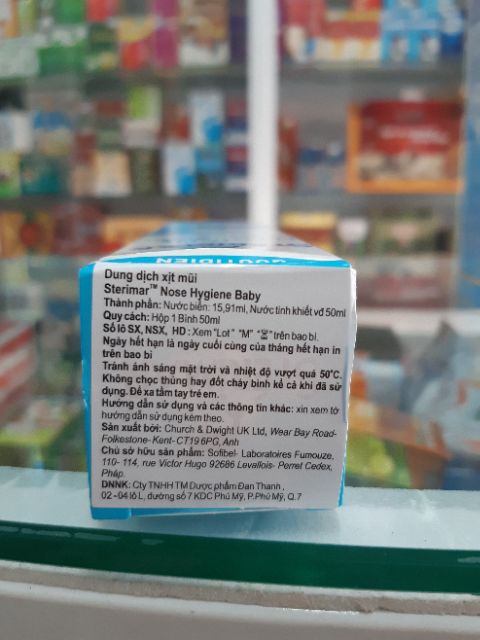 QUOTIDIEN
Dung dịch xịt mũi
Sterimar™ Nose Hygiene Baby
Thành phần: Nước biển: 15,91ml, Nước tinh khiết vđ 50ml
Quy cách: Hộp 1 Bình 50ml
Số lô SX, NSX, HD: Xem "Lot" "M" "⌛" trên bao bì.
Ngày hết hạn là ngày cuối cùng của tháng hết hạn in
trên bao bì
Tránh ánh sáng mặt trời và nhiệt độ vượt quá 50°C.
Không chọc thủng hay đốt cháy bình kể cả khi đã sử
dụng. Để xa tầm tay trẻ em.
Hướng dẫn sử dụng và các thông tin khác: xin xem tờ
hướng dẫn sử dụng kèm theo.
Sản xuất bởi: Church & Dwight UK Ltd, Wear Bay Road-
Folkestone- Kent- CT19 6PG, Anh
Chủ sở hữu sản phẩm: Sofibel- Laboratoires Fumouze.
110- 114, rue Victor Hugo 92686 Levallois- Perret Cedex,
Pháp.
DNNK: Cty TNHH TM Dược phẩm Đan Thanh,
02-04 lô L, đường số 7 KDC Phú Mỹ, P.Phú Mỹ, Q.7